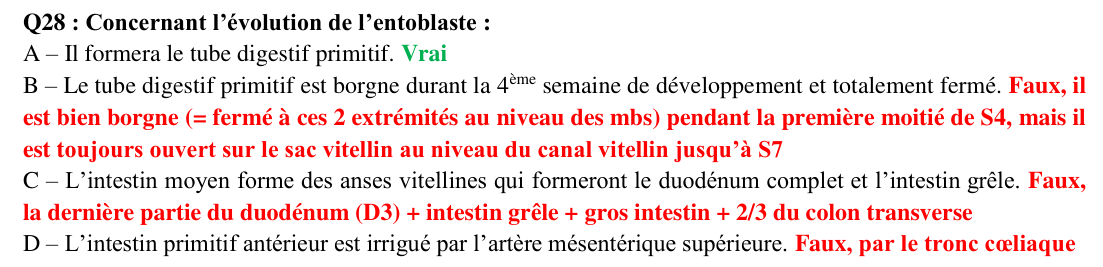 Q28 : Concernant l’évolution de l’entoblaste :
A – Il formera le tube digestif primitif. Vrai
B – Le tube digestif primitif est borgne durant la 4ème semaine de développement et totalement fermé. Faux, il
est bien borgne (= fermé à ces 2 extrémités au niveau des mbs) pendant la première moitié de S4, mais il
est toujours ouvert sur le sac vitellin au niveau du canal vitellin jusqu’à S7
C – L’intestin moyen forme des anses vitellines qui formeront le duodénum complet et l’intestin grêle. Faux,
la dernière partie du duodénum (D3) + intestin grêle + gros intestin + 2/3 du colon transverse
D – L’intestin primitif antérieur est irrigué par l’artère mésentérique supérieure. Faux, par le tronc cœliaque